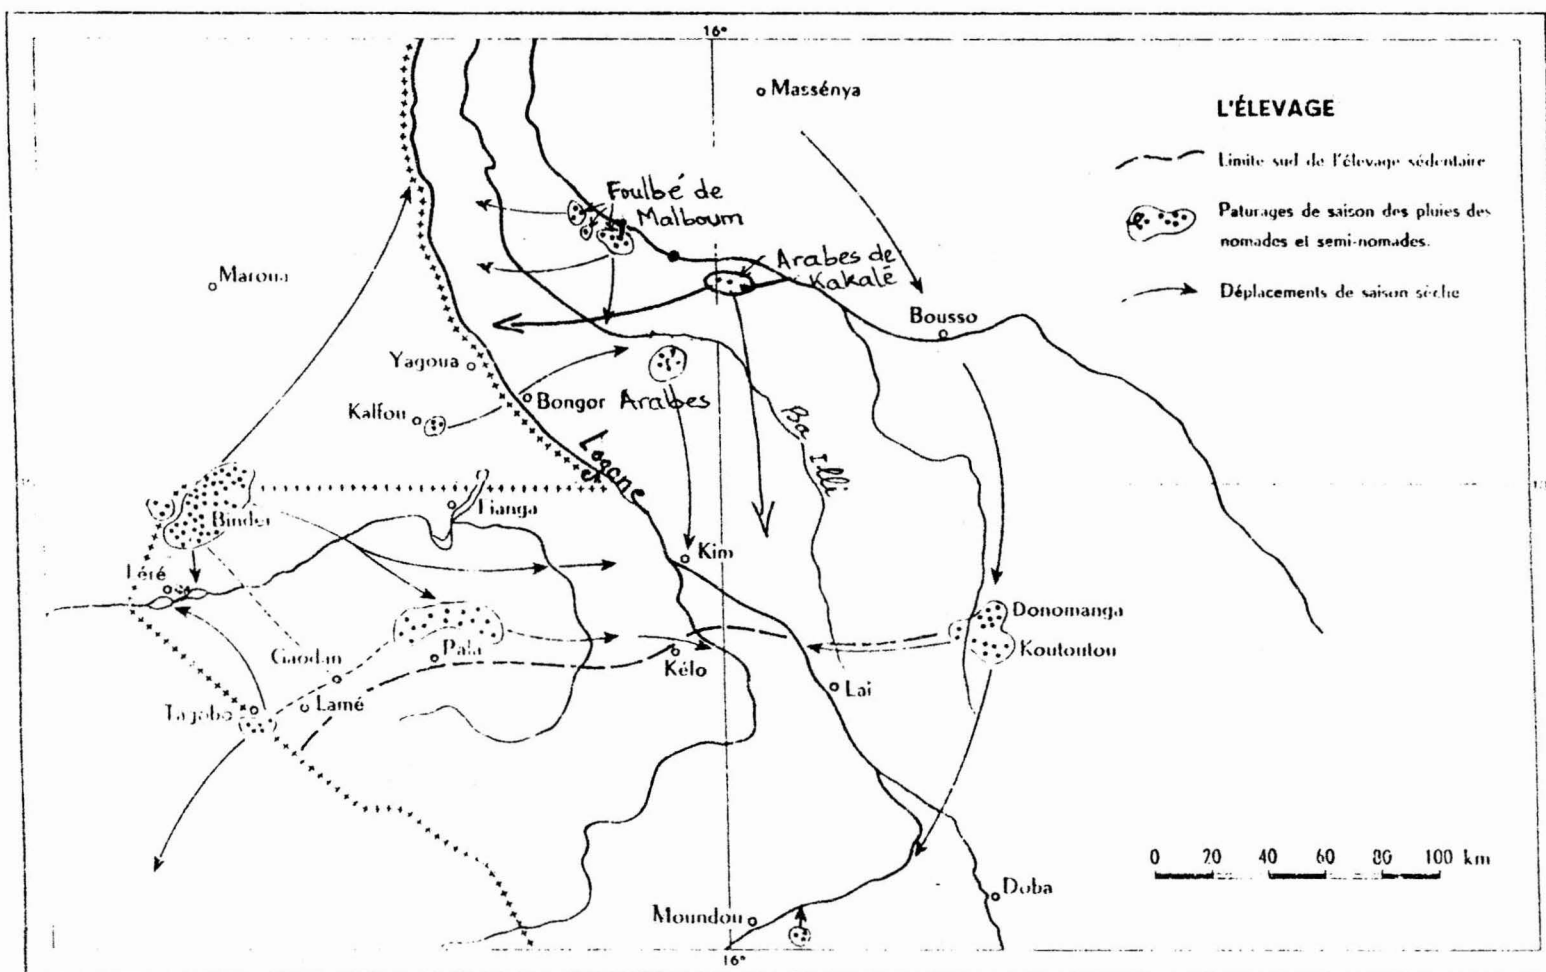 16°
Massénya
L'ÉLEVAGE
Limite sud de l'élevage sédentaire
Foulbé de
Malboum
Paturages de saison des pluies des
nomades et semi-nomades.
Arabes de
Kakalé
Maroua
Déplacements de saison sèche
Bousso
Yagoua
Kalfou
Bongor
Arabes
Ba Illi
Logone
Binder
Fianga
Kim
Léré
Donomanga
Gaodan
Pala
Koutoutou
Kélo
Lai
Tagobo
Lamé
0 20 40 60 80 100 km
Doba
Moundou
16°